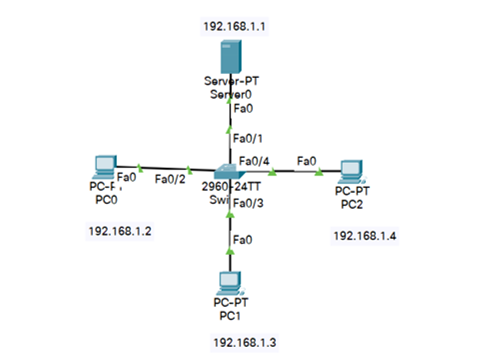 192.168.1.1
Server-PT
Server0
Fa0
Fa0/1
Fa0/4
Fa0
Fa0
Fa0/2
PC-PT
PC0
2960-24TT
Swi
PC-PT
PC2
Fa0/3
192.168.1.2
192.168.1.4
Fa0
PC-PT
PC1
192.168.1.3